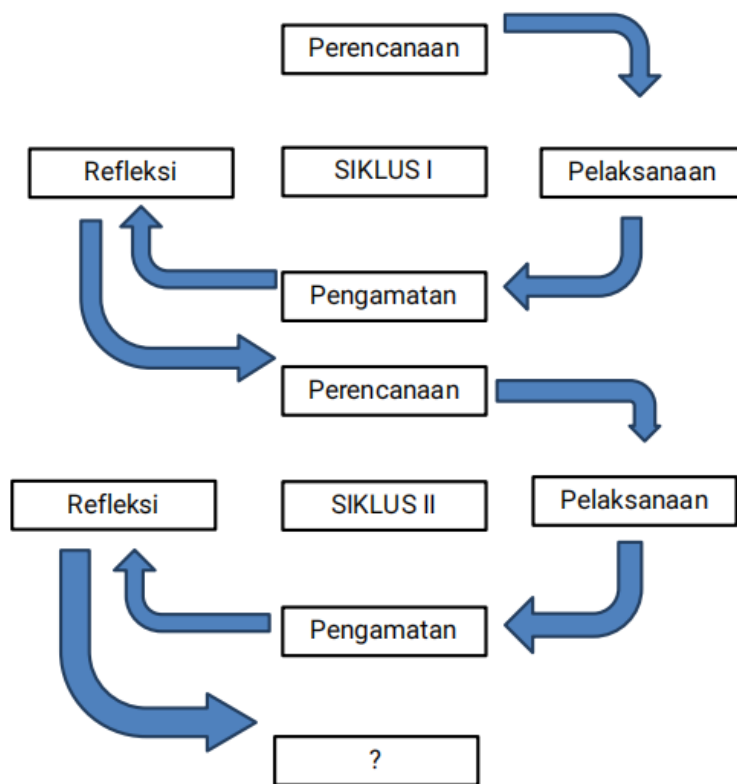 Perencanaan
Refleksi
SIKLUS I
Pelaksanaan
Pengamatan
Perencanaan
Refleksi
SIKLUS II
Pelaksanaan
Pengamatan
?